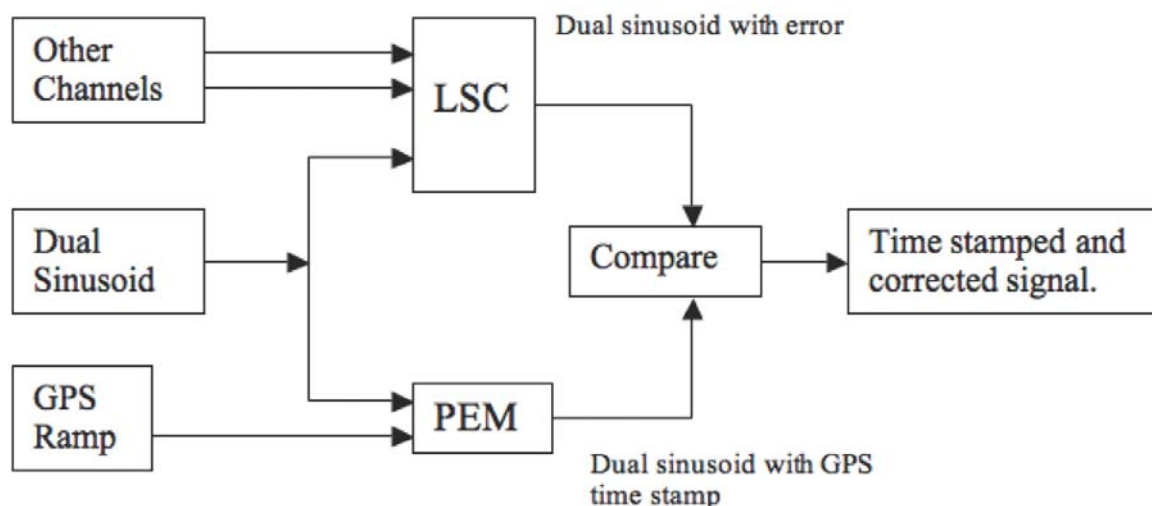 Dual sinusoid with error
Other
Channels
LSC
Dual
Sinusoid
Compare
Time stamped and
corrected signal.
GPS
Ramp
PEM
Dual sinusoid with GPS
time stamp